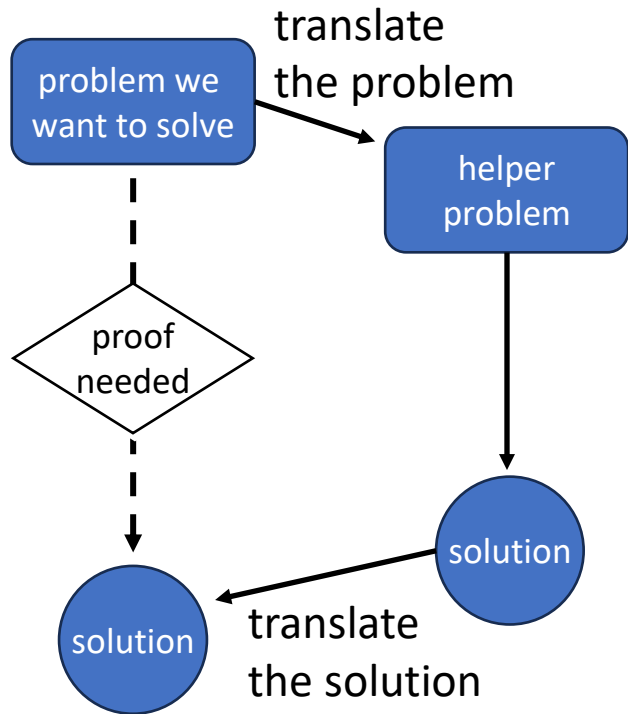 translate
the problem
problem we
want to solve
helper
problem
proof
needed
solution
solution
translate
the solution